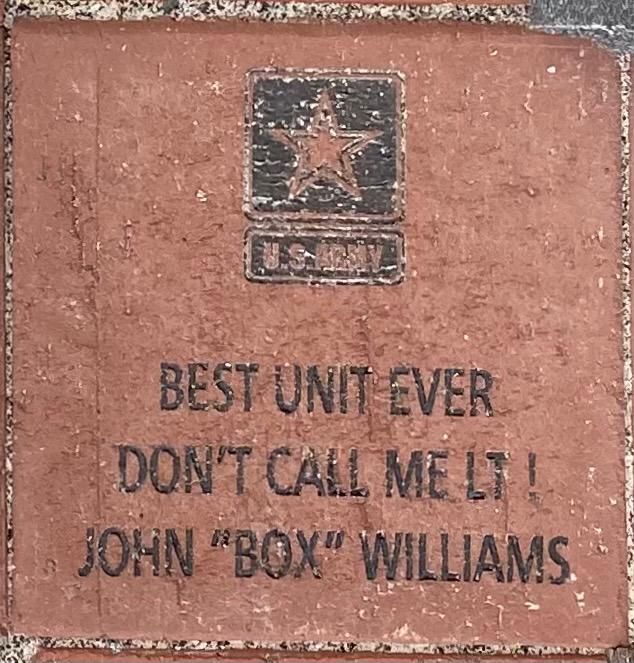 U.S. ARMY
BEST UNIT EVER
DON'T CALL ME LT !
JOHN "BOX" WILLIAMS